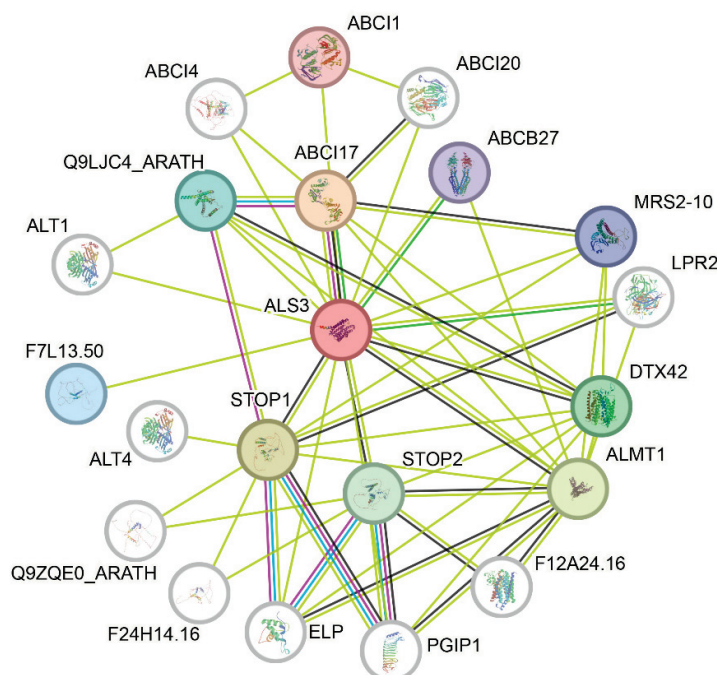 ABCI1
ABCI4
ABCI20
ABCB27
Q9LJC4_ARATH
ABCI17
MRS2-10
ALT1
LPR2
ALS3
F7L13.50
DTX42
STOP1
ALT4
STOP2
ALMT1
Q9ZQE0_ARATH
F12A24.16
F24H14.16
ELP
PGIP1